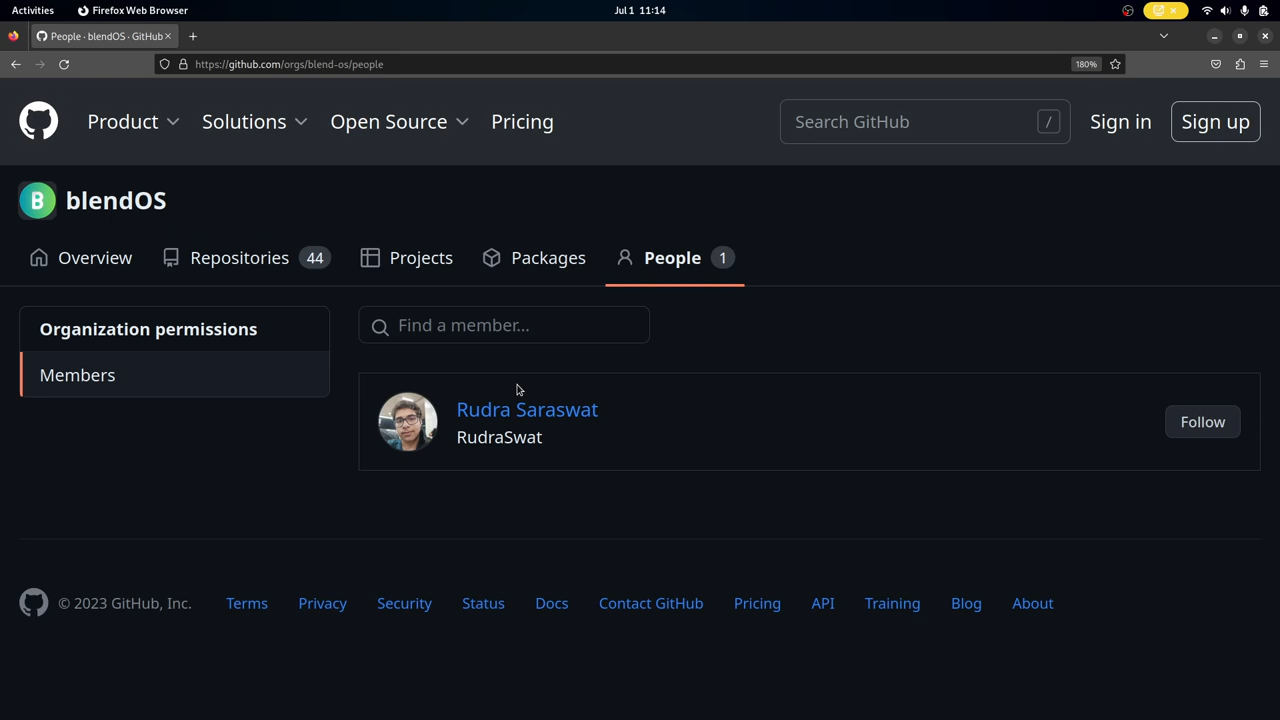 Activities
Firefox Web Browser
Jul 1 11:14
People · blendOS · GitHub
https://github.com/orgs/blend-os/people
180%
Product
Solutions
Open Source
Pricing
Search GitHub
/
Sign in
Sign up
B
blendOS
Overview
Repositories 44
Projects
Packages
People 1
Organization permissions
Members
Find a member...
Rudra Saraswat
RudraSwat
Follow
© 2023 GitHub, Inc.
Terms
Privacy
Security
Status
Docs
Contact GitHub
Pricing
API
Training
Blog
About